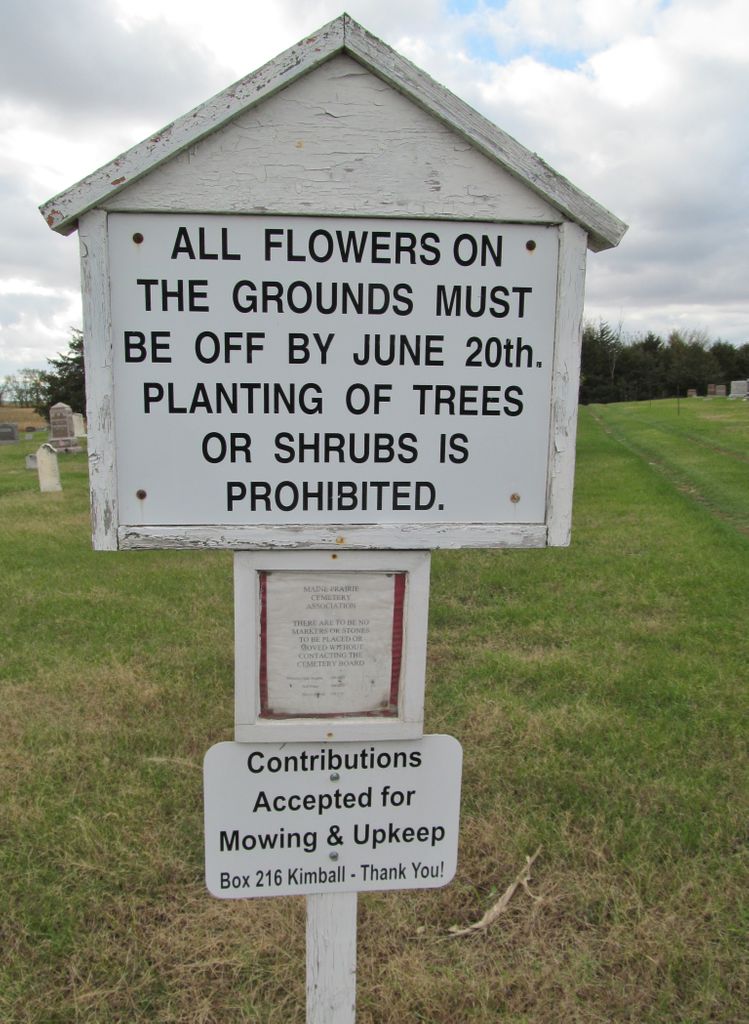 ALL FLOWERS ON
THE GROUNDS MUST
BE OFF BY JUNE 20th.
PLANTING OF TREES
OR SHRUBS IS
PROHIBITED.
MAINE PRAIRIE
CEMETERY
ASSOCIATION
THERE ARE TO BE NO
MARKERS OR STONES
TO BE PLACED OR
MOVED WITHOUT
CONTACTING THE
CEMETERY BOARD
Contributions
Accepted for
Mowing & Upkeep
Box 216 Kimball - Thank You!